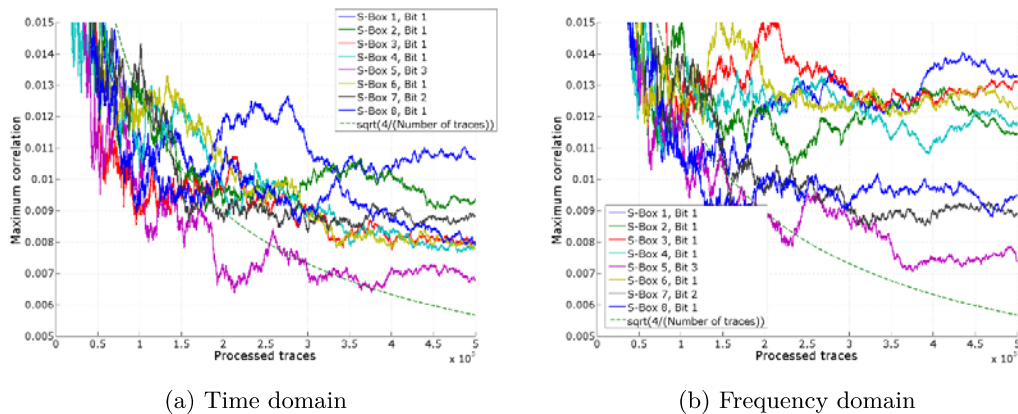 0.015
0.014
0.013
0.012
0.011
0.01
0.009
0.008
0.007
0.006
0.005
Maximum correlation
S-Box 1, Bit 1
S-Box 2, Bit 1
S-Box 3, Bit 1
S-Box 4, Bit 1
S-Box 5, Bit 3
S-Box 6, Bit 1
S-Box 7, Bit 2
S-Box 8, Bit 1
sqrt(4/(Number of traces))
0 0.5 1 1.5 2 2.5 3 3.5 4 4.5 5
Processed traces
x 10⁵
(a) Time domain
0.015
0.014
0.013
0.012
0.011
0.01
0.009
0.008
0.007
0.006
0.005
Maximum correlation
S-Box 1, Bit 1
S-Box 2, Bit 1
S-Box 3, Bit 1
S-Box 4, Bit 1
S-Box 5, Bit 3
S-Box 6, Bit 1
S-Box 7, Bit 2
S-Box 8, Bit 1
sqrt(4/(Number of traces))
0 0.5 1 1.5 2 2.5 3 3.5 4 4.5 5
Processed traces
x 10⁵
(b) Frequency domain